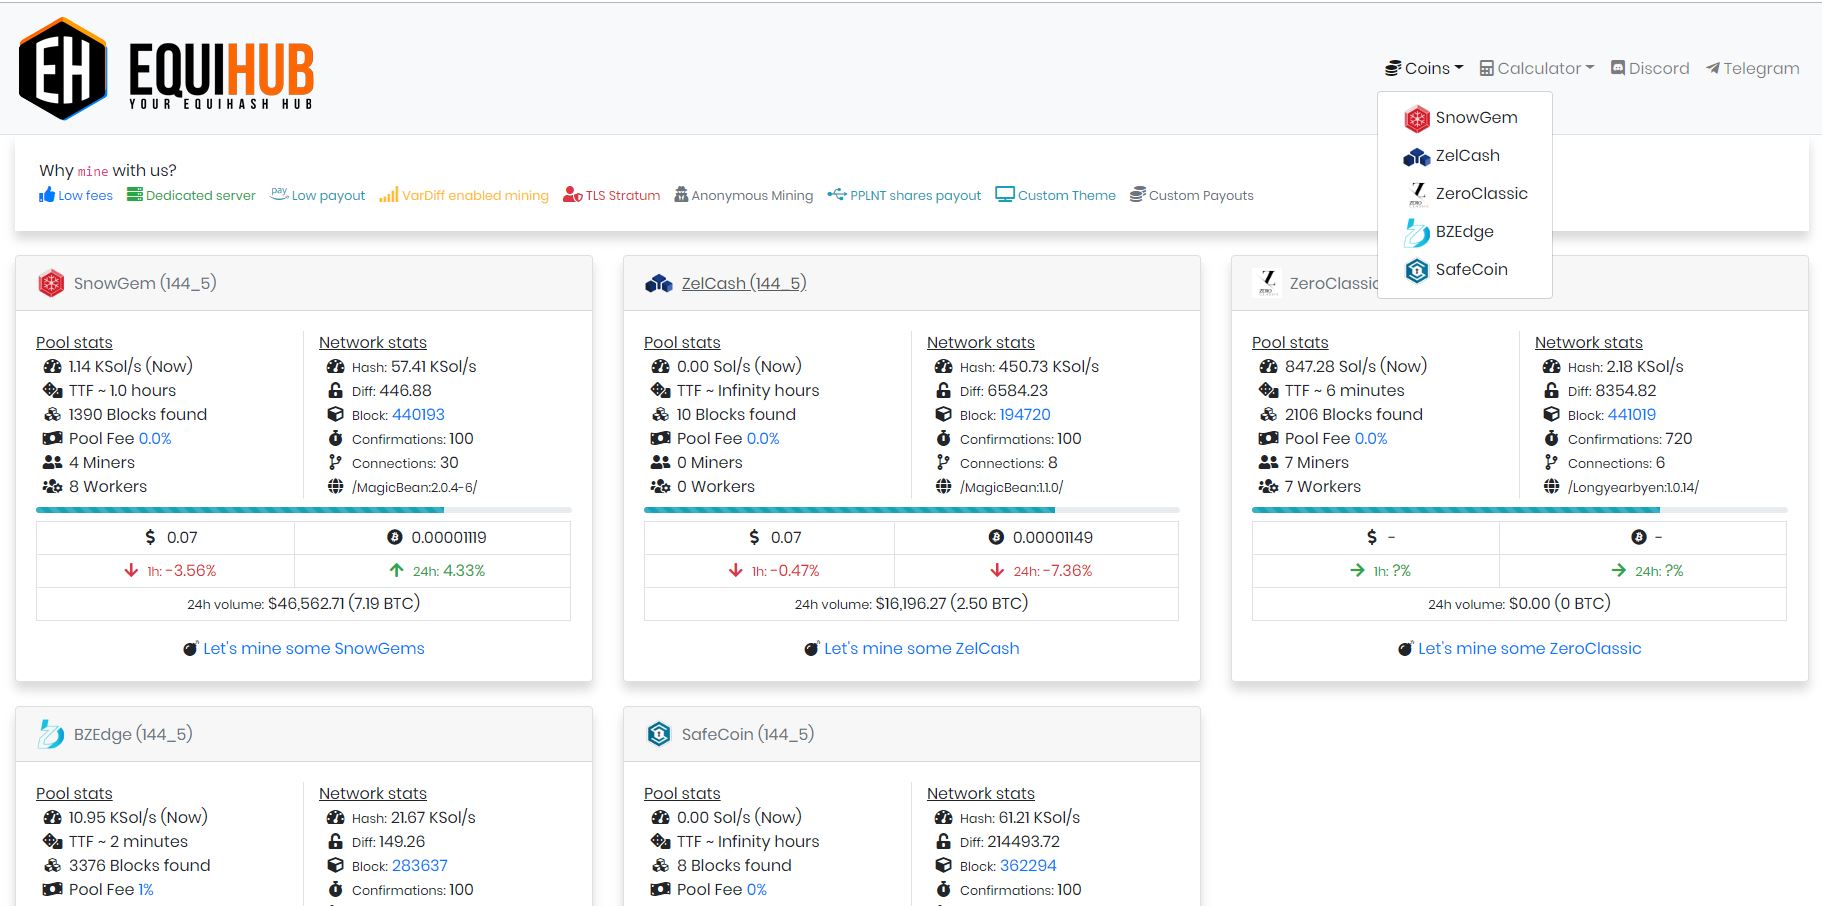 EH EQUIHUB
YOUR EQUIHASH HUB
Coins Calculator Discord Telegram
SnowGem
ZelCash
ZeroClassic
BZEdge
SafeCoin
Why mine with us?
Low fees Dedicated server pay Low payout VarDiff enabled mining TLS Stratum Anonymous Mining PPLNT shares payout Custom Theme Custom Payouts
SnowGem (144_5)
Pool stats
1.14 KSol/s (Now)
TTF ~ 1.0 hours
1390 Blocks found
Pool Fee 0.0%
4 Miners
8 Workers
Network stats
Hash: 57.41 KSol/s
Diff: 446.88
Block: 440193
Confirmations: 100
Connections: 30
/MagicBean:2.0.4-6/
$ 0.07
0.00001119
1h: -3.56%
24h: 4.33%
24h volume: $46,562.71 (7.19 BTC)
Let's mine some SnowGems
ZelCash (144_5)
Pool stats
0.00 Sol/s (Now)
TTF ~ Infinity hours
10 Blocks found
Pool Fee 0.0%
0 Miners
0 Workers
Network stats
Hash: 450.73 KSol/s
Diff: 6584.23
Block: 194720
Confirmations: 100
Connections: 8
/MagicBean:1.1.0/
$ 0.07
0.00001149
1h: -0.47%
24h: -7.36%
24h volume: $16,196.27 (2.50 BTC)
Let's mine some ZelCash
ZeroClassic
Pool stats
847.28 Sol/s (Now)
TTF ~ 6 minutes
2106 Blocks found
Pool Fee 0.0%
7 Miners
7 Workers
Network stats
Hash: 2.18 KSol/s
Diff: 8354.82
Block: 441019
Confirmations: 720
Connections: 6
/Longyearbyen:1.0.14/
$ -
-
1h: ?%
24h: ?%
24h volume: $0.00 (0 BTC)
Let's mine some ZeroClassic
BZEdge (144_5)
Pool stats
10.95 KSol/s (Now)
TTF ~ 2 minutes
3376 Blocks found
Pool Fee 1%
Network stats
Hash: 21.67 KSol/s
Diff: 149.26
Block: 283637
Confirmations: 100
SafeCoin (144_5)
Pool stats
0.00 Sol/s (Now)
TTF ~ Infinity hours
8 Blocks found
Pool Fee 0%
Network stats
Hash: 61.21 KSol/s
Diff: 214493.72
Block: 362294
Confirmations: 100